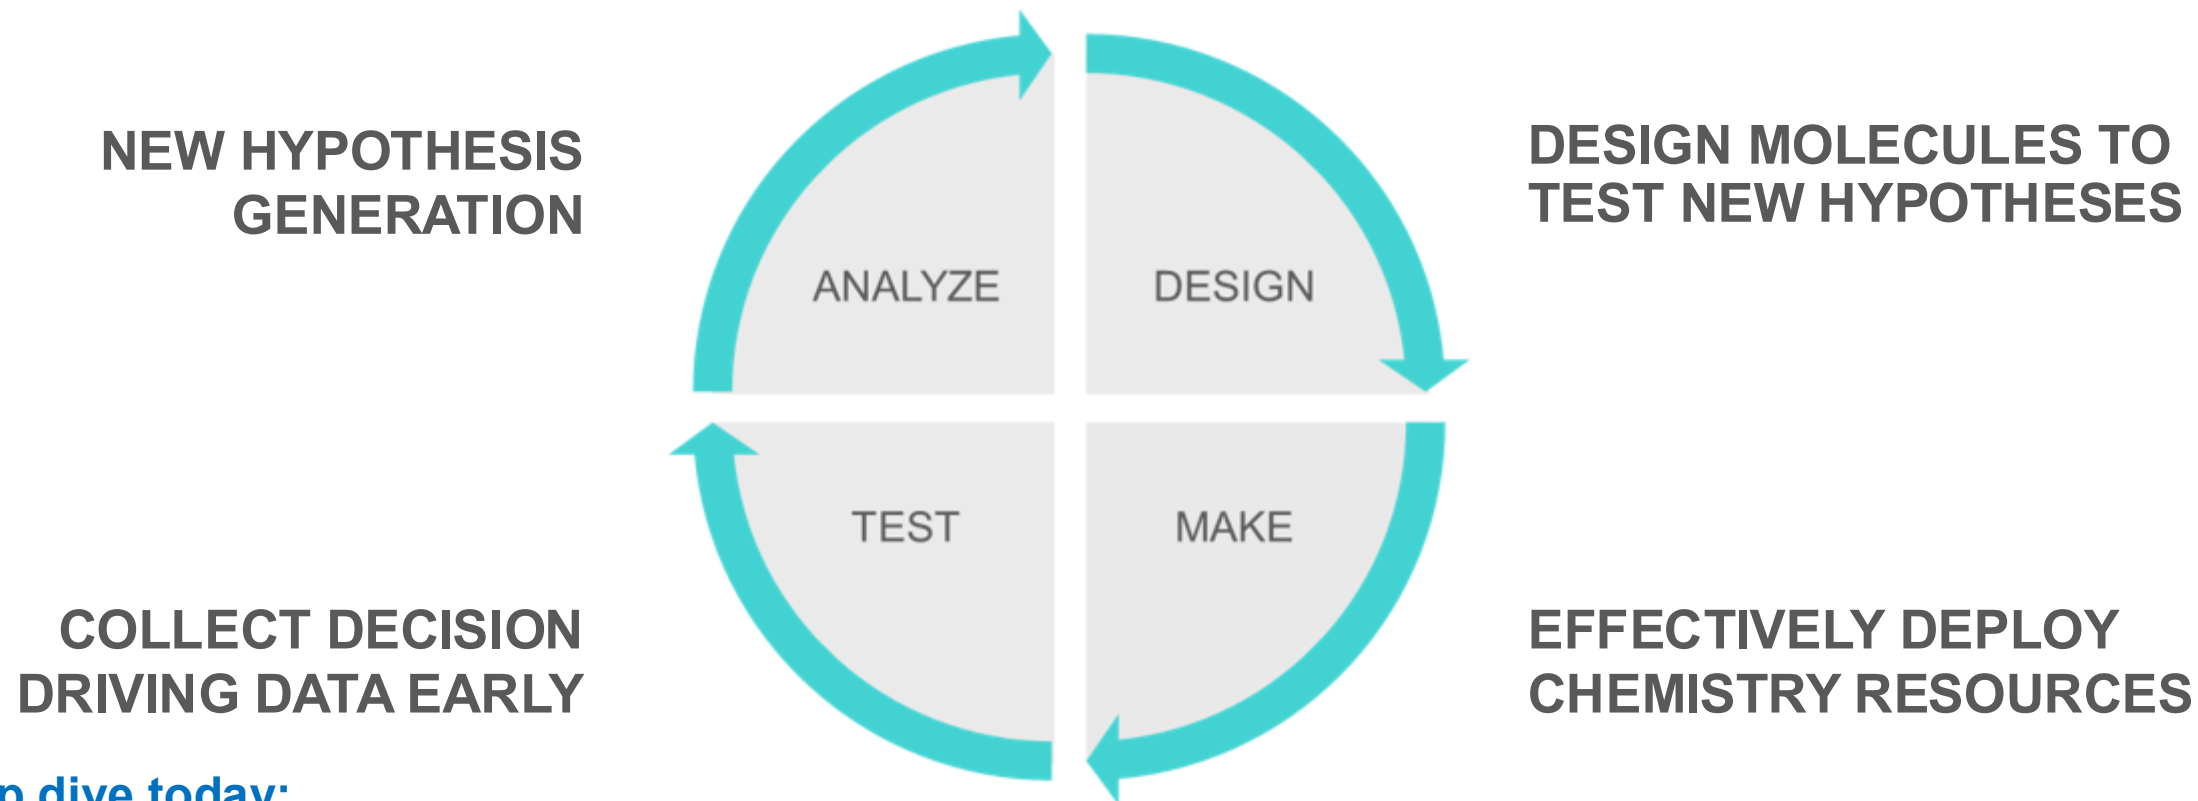 NEW HYPOTHESIS
GENERATION
DESIGN MOLECULES TO
TEST NEW HYPOTHESES
ANALYZE
DESIGN
TEST
MAKE
COLLECT DECISION
DRIVING DATA EARLY
EFFECTIVELY DEPLOY
CHEMISTRY RESOURCES
dive today: